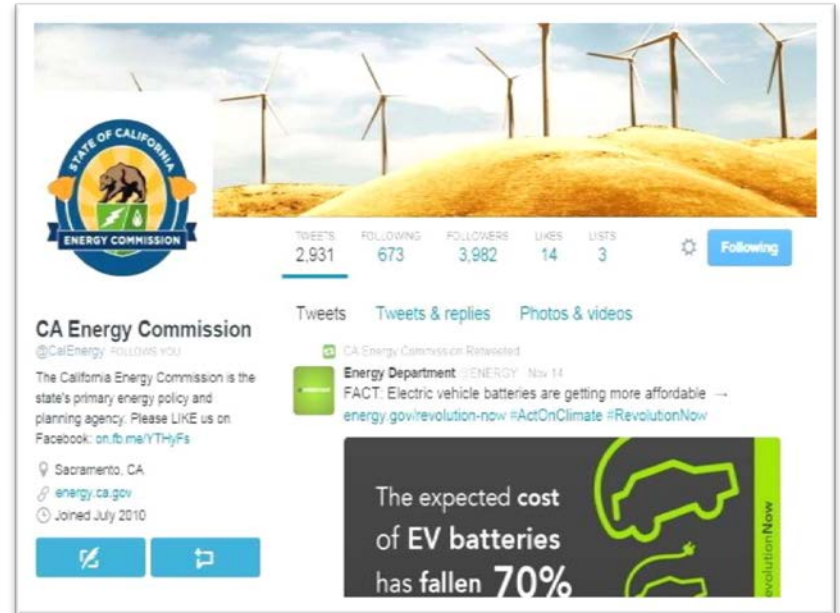 STATE OF CALIFORNIA
ENERGY COMMISSION
TWEETS FOLLOWING FOLLOWERS LIKES LISTS
2,931 673 3,982 14 3
Following
CA Energy Commission
@CalEnergy FOLLOWS YOU
The California Energy Commission is the
state's primary energy policy and
planning agency. Please LIKE us on
Facebook: on.fb.me/YTHyFs
Sacramento, CA
energy.ca.gov
Joined July 2010
Tweets Tweets & replies Photos & videos
CA Energy Commission Retweeted
Energy Department @ENERGY Nov 14
FACT: Electric vehicle batteries are getting more affordable →
energy.gov/revolution-now #ActOnClimate #RevolutionNow
The expected cost
of EV batteries
has fallen 70%
evolutionNow